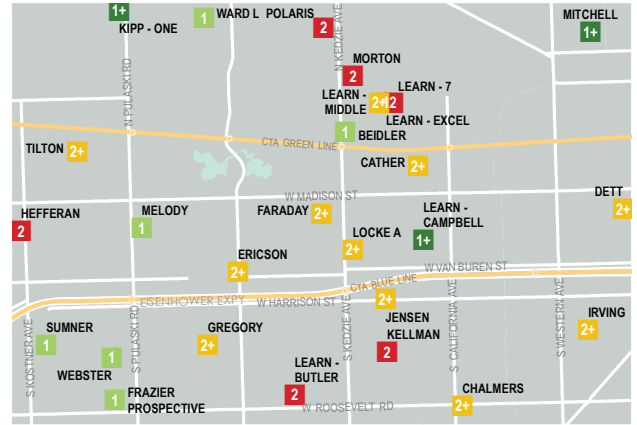 1+
KIPP - ONE
1
WARD L
POLARIS
2
N KEDZIE AVE
MITCHELL
1+
N PULASKI RD
MORTON
2
LEARN -
MIDDLE
2+
2
LEARN - 7
LEARN - EXCEL
1
BEIDLER
CTA GREEN LINE
TILTON
2+
CATHER
2+
W MADISON ST
DETT
2+
HEFFERAN
2
MELODY
1
FARADAY
2+
LEARN -
CAMPBELL
1+
LOCKE A
2+
ERICSON
2+
W VAN BUREN ST
CTA BLUE LINE
EISENHOWER EXPY
W HARRISON ST
2+
JENSEN
KELLMAN
2
S KOSTNER AVE
SUMNER
1
S PULASKI RD
GREGORY
2+
S KEDZIE AVE
S CALIFORNIA AVE
S WESTERN AVE
IRVING
2+
WEBSTER
1
LEARN -
BUTLER
2
FRAZIER
PROSPECTIVE
1
W ROOSEVELT RD
CHALMERS
2+